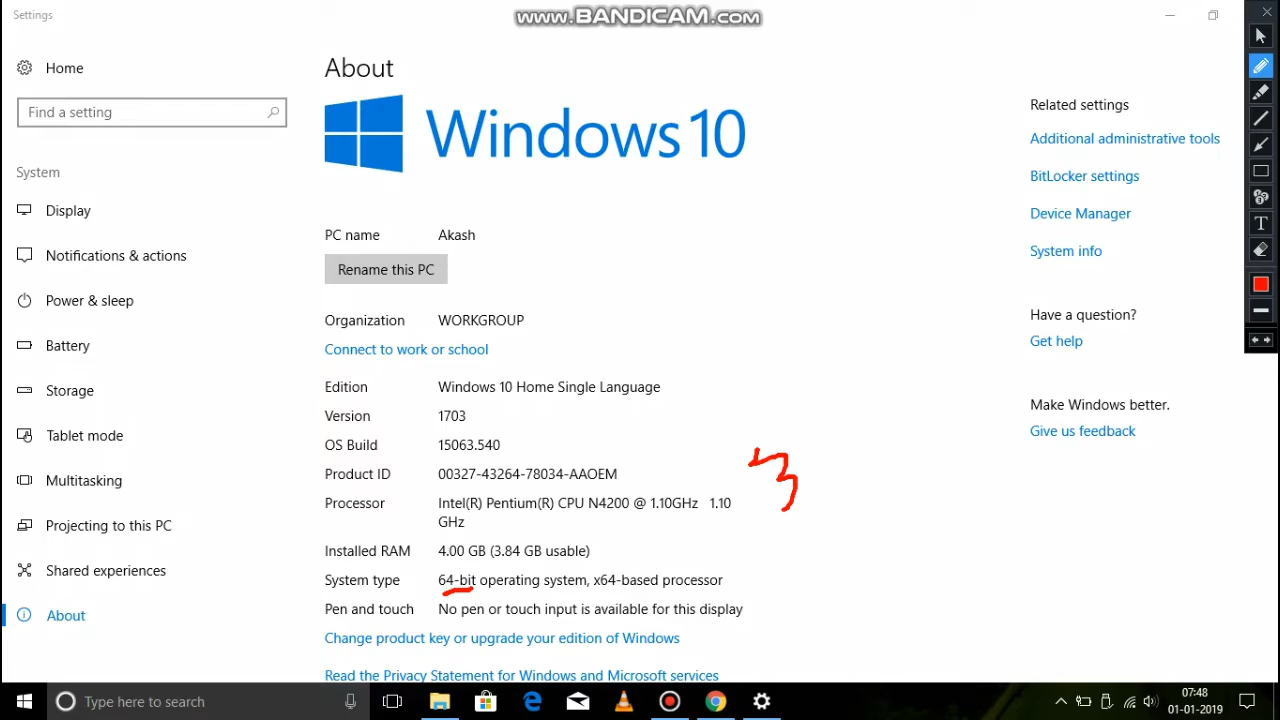 Settings
www.BANDICAM.com
Home
Find a setting
System
Display
Notifications & actions
Power & sleep
Battery
Storage
Tablet mode
Multitasking
Projecting to this PC
Shared experiences
About
About
Windows 10
PC name Akash
Rename this PC
Organization WORKGROUP
Connect to work or school
Edition Windows 10 Home Single Language
Version 1703
OS Build 15063.540
Product ID 00327-43264-78034-AAOEM
Processor Intel(R) Pentium(R) CPU N4200 @ 1.10GHz 1.10
GHz
3
Installed RAM 4.00 GB (3.84 GB usable)
System type 64-bit operating system, x64-based processor
Pen and touch No pen or touch input is available for this display
Change product key or upgrade your edition of Windows
Read the Privacy Statement for Windows and Microsoft services
Related settings
Additional administrative tools
BitLocker settings
Device Manager
System info
Have a question?
Get help
Make Windows better.
Give us feedback
T
Type here to search
07:48
01-01-2019